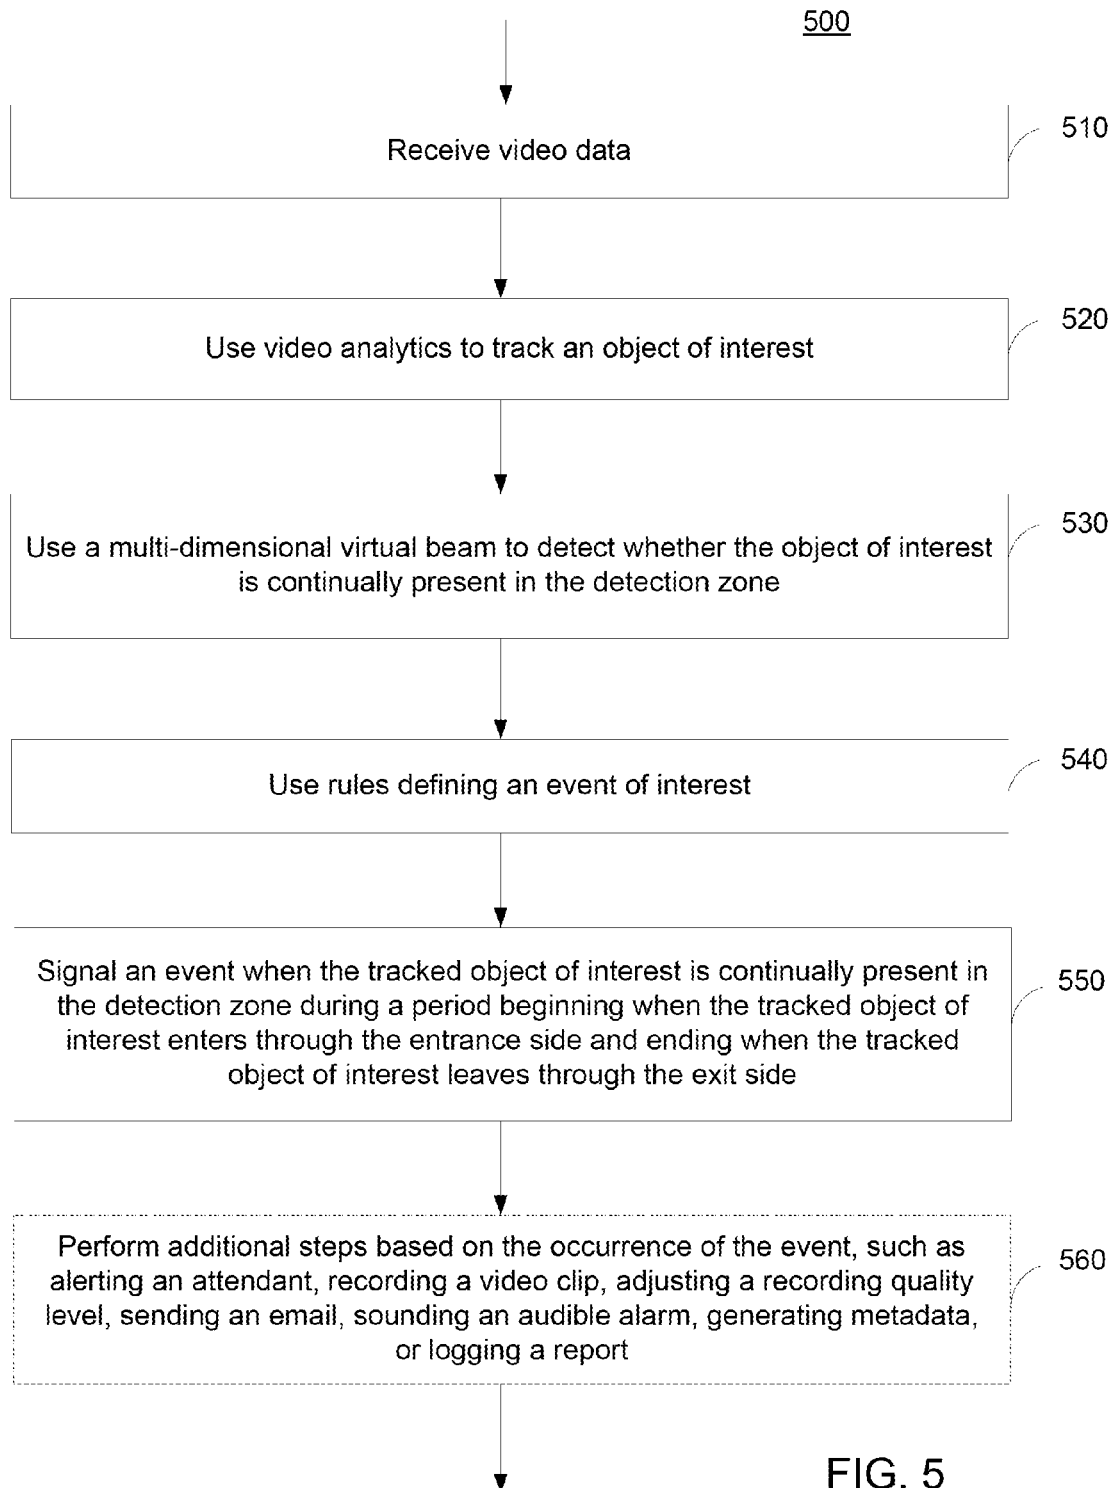 500
Receive video data
510
Use video analytics to track an object of interest
520
Use a multi-dimensional virtual beam to detect whether the object of interest
is continually present in the detection zone
530
Use rules defining an event of interest
540
Signal an event when the tracked object of interest is continually present in
the detection zone during a period beginning when the tracked object of
interest enters through the entrance side and ending when the tracked
object of interest leaves through the exit side
550
Perform additional steps based on the occurrence of the event, such as
alerting an attendant, recording a video clip, adjusting a recording quality
level, sending an email, sounding an audible alarm, generating metadata,
or logging a report
560
FIG. 5